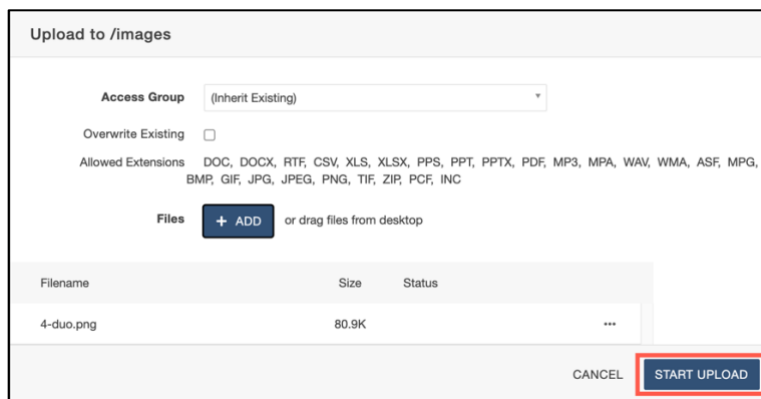 Upload to /images
Access Group (Inherit Existing)
Overwrite Existing
Allowed Extensions DOC, DOCX, RTF, CSV, XLS, XLSX, PPS, PPT, PPTX, PDF, MP3, MPA, WAV, WMA, ASF, MPG,
BMP, GIF, JPG, JPEG, PNG, TIF, ZIP, PCF, INC
Files + ADD or drag files from desktop
Filename Size Status
4-duo.png 80.9K ...
CANCEL START UPLOAD